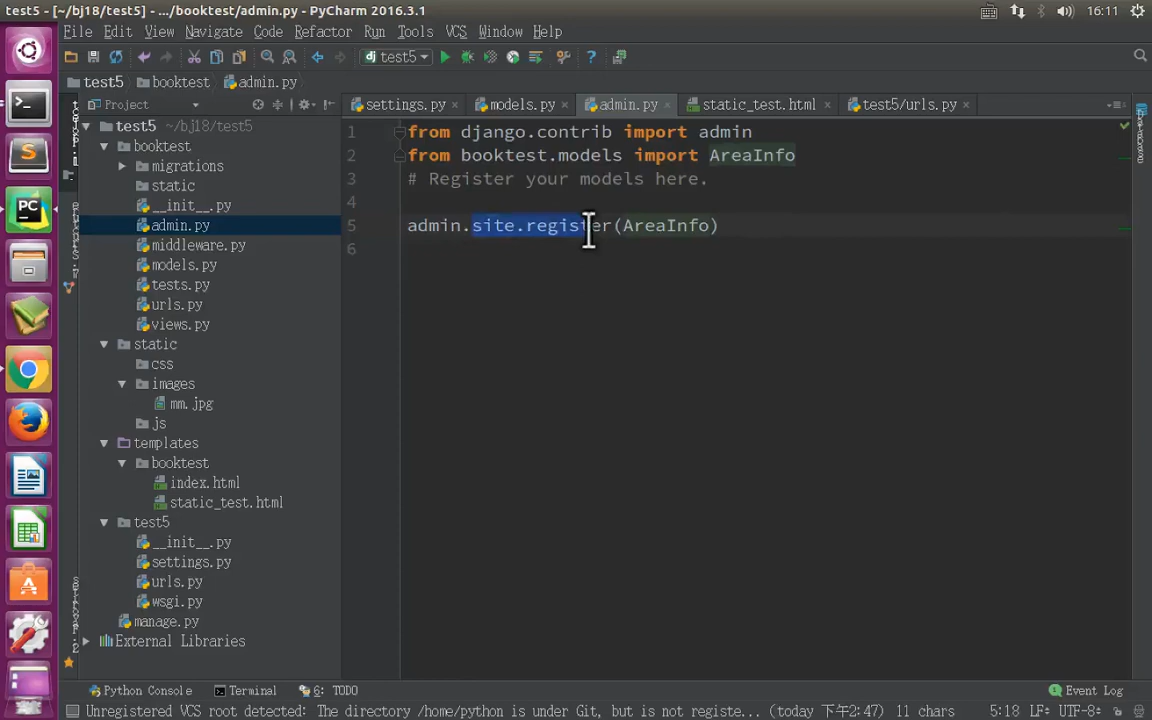 test5 - [~/bj18/test5] - .../booktest/admin.py - PyCharm 2016.3.1
16:11
File Edit View Navigate Code Refactor Run Tools VCS Window Help
test5
test5 booktest admin.py
Project
settings.py models.py admin.py static_test.html test5/urls.py
test5 ~/bj18/test5
booktest
migrations
static
__init__.py
admin.py
middleware.py
models.py
tests.py
urls.py
views.py
static
css
images
mm.jpg
js
templates
booktest
index.html
static_test.html
test5
__init__.py
settings.py
urls.py
wsgi.py
manage.py
External Libraries
1 from django.contrib import admin
2 from booktest.models import AreaInfo
3 # Register your models here.
4
5 admin.site.register(AreaInfo)
6
Python Console Terminal 6: TODO Event Log
Unregistered VCS root detected: The directory /home/python is under Git, but is not registe... (today 下午2:47) 11 chars 5:18 LF÷ UTF-8÷